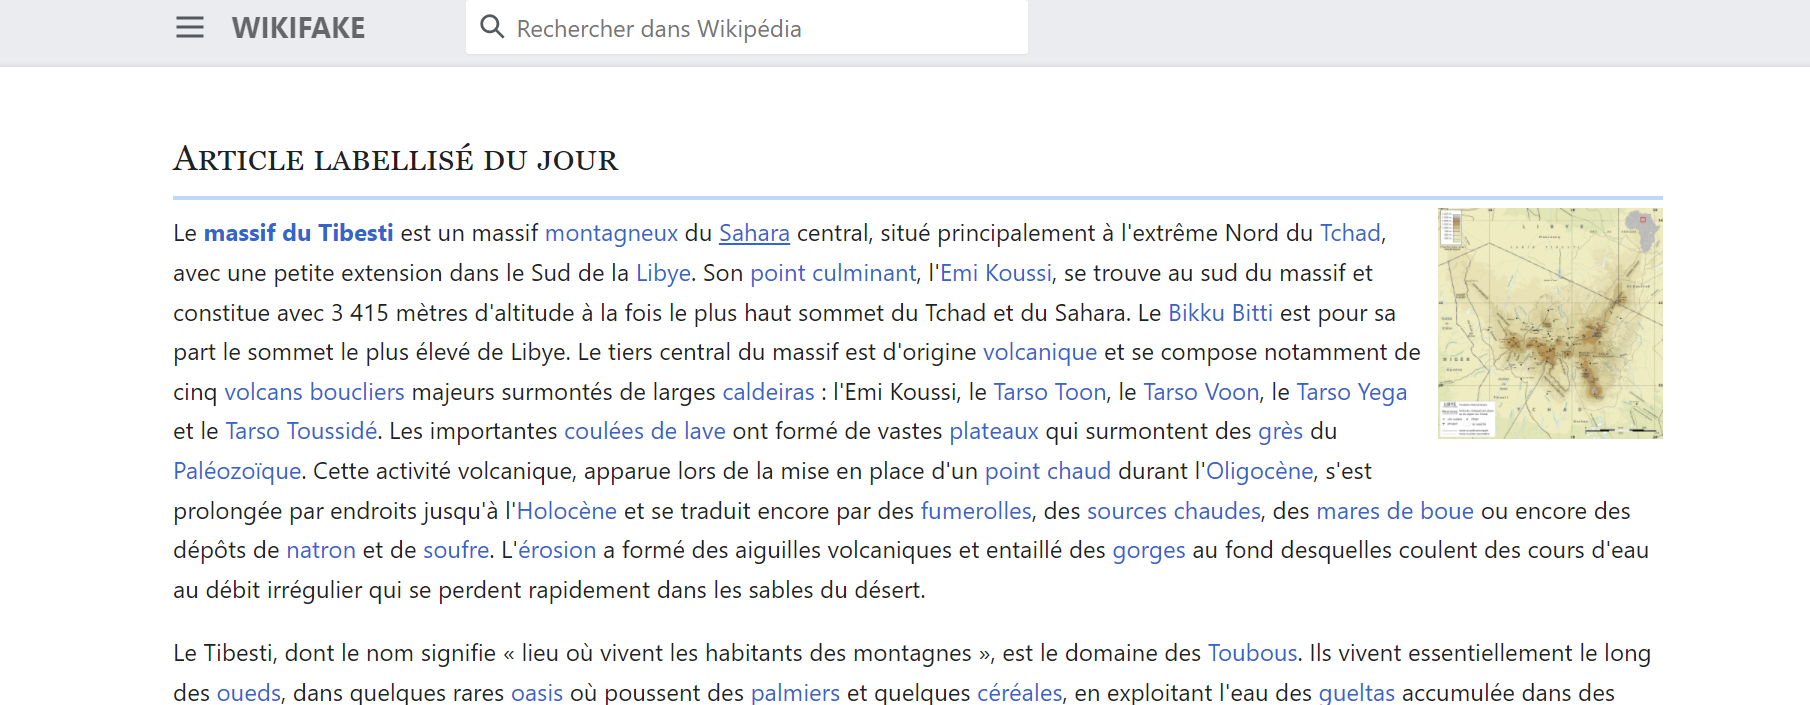 WIKIFAKE
Rechercher dans Wikipédia
Article labellisé du jour
Le massif du Tibesti est un massif montagneux du Sahara central, situé principalement à l'extrême Nord du Tchad,
avec une petite extension dans le Sud de la Libye. Son point culminant, l'Emi Koussi, se trouve au sud du massif et
constitue avec 3 415 mètres d'altitude à la fois le plus haut sommet du Tchad et du Sahara. Le Bikku Bitti est pour sa
part le sommet le plus élevé de Libye. Le tiers central du massif est d'origine volcanique et se compose notamment de
cinq volcans boucliers majeurs surmontés de larges caldeiras : l'Emi Koussi, le Tarso Toon, le Tarso Voon, le Tarso Yega
et le Tarso Toussidé. Les importantes coulées de lave ont formé de vastes plateaux qui surmontent des grès du
Paléozoïque. Cette activité volcanique, apparue lors de la mise en place d'un point chaud durant l'Oligocène, s'est
prolongée par endroits jusqu'à l'Holocène et se traduit encore par des fumerolles, des sources chaudes, des mares de boue ou encore des
dépôts de natron et de soufre. L'érosion a formé des aiguilles volcaniques et entaillé des gorges au fond desquelles coulent des cours d'eau
au débit irrégulier qui se perdent rapidement dans les sables du désert.
Le Tibesti, dont le nom signifie « lieu où vivent les habitants des montagnes », est le domaine des Toubous. Ils vivent essentiellement le long
des oueds, dans quelques rares oasis où poussent des palmiers et quelques céréales, en exploitant l'eau des gueltas accumulée dans des